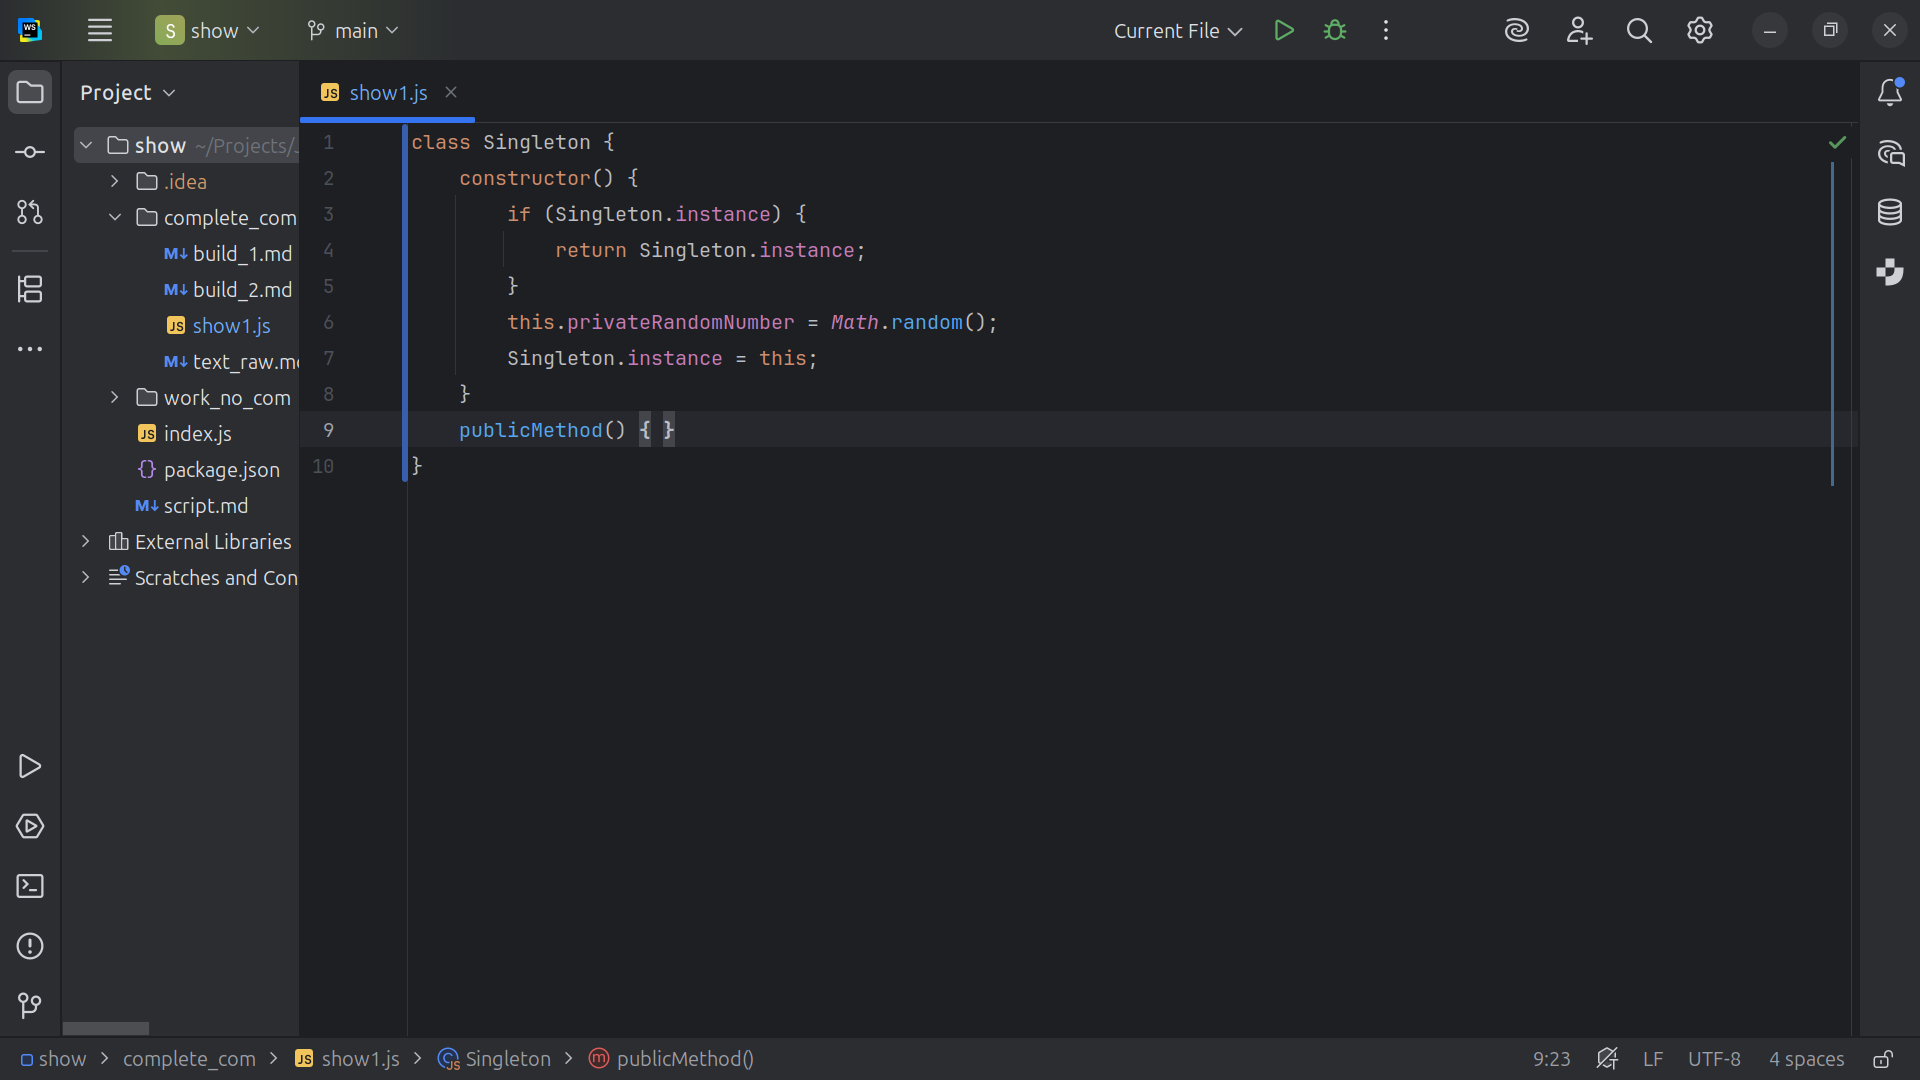 WS
S show
main
Current File
Project
show ~/Projects/
.idea
complete_com
build_1.md
build_2.md
JS show1.js
text_raw.m
work_no_com
JS index.js
{} package.json
script.md
External Libraries
Scratches and Con
JS show1.js
1 class Singleton {
2 constructor() {
3 if (Singleton.instance) {
4 return Singleton.instance;
5 }
6 this.privateRandomNumber = Math.random();
7 Singleton.instance = this;
8 }
9 publicMethod() { }
10 }
show > complete_com > JS show1.js > Singleton > m publicMethod()
9:23 LF UTF-8 4 spaces